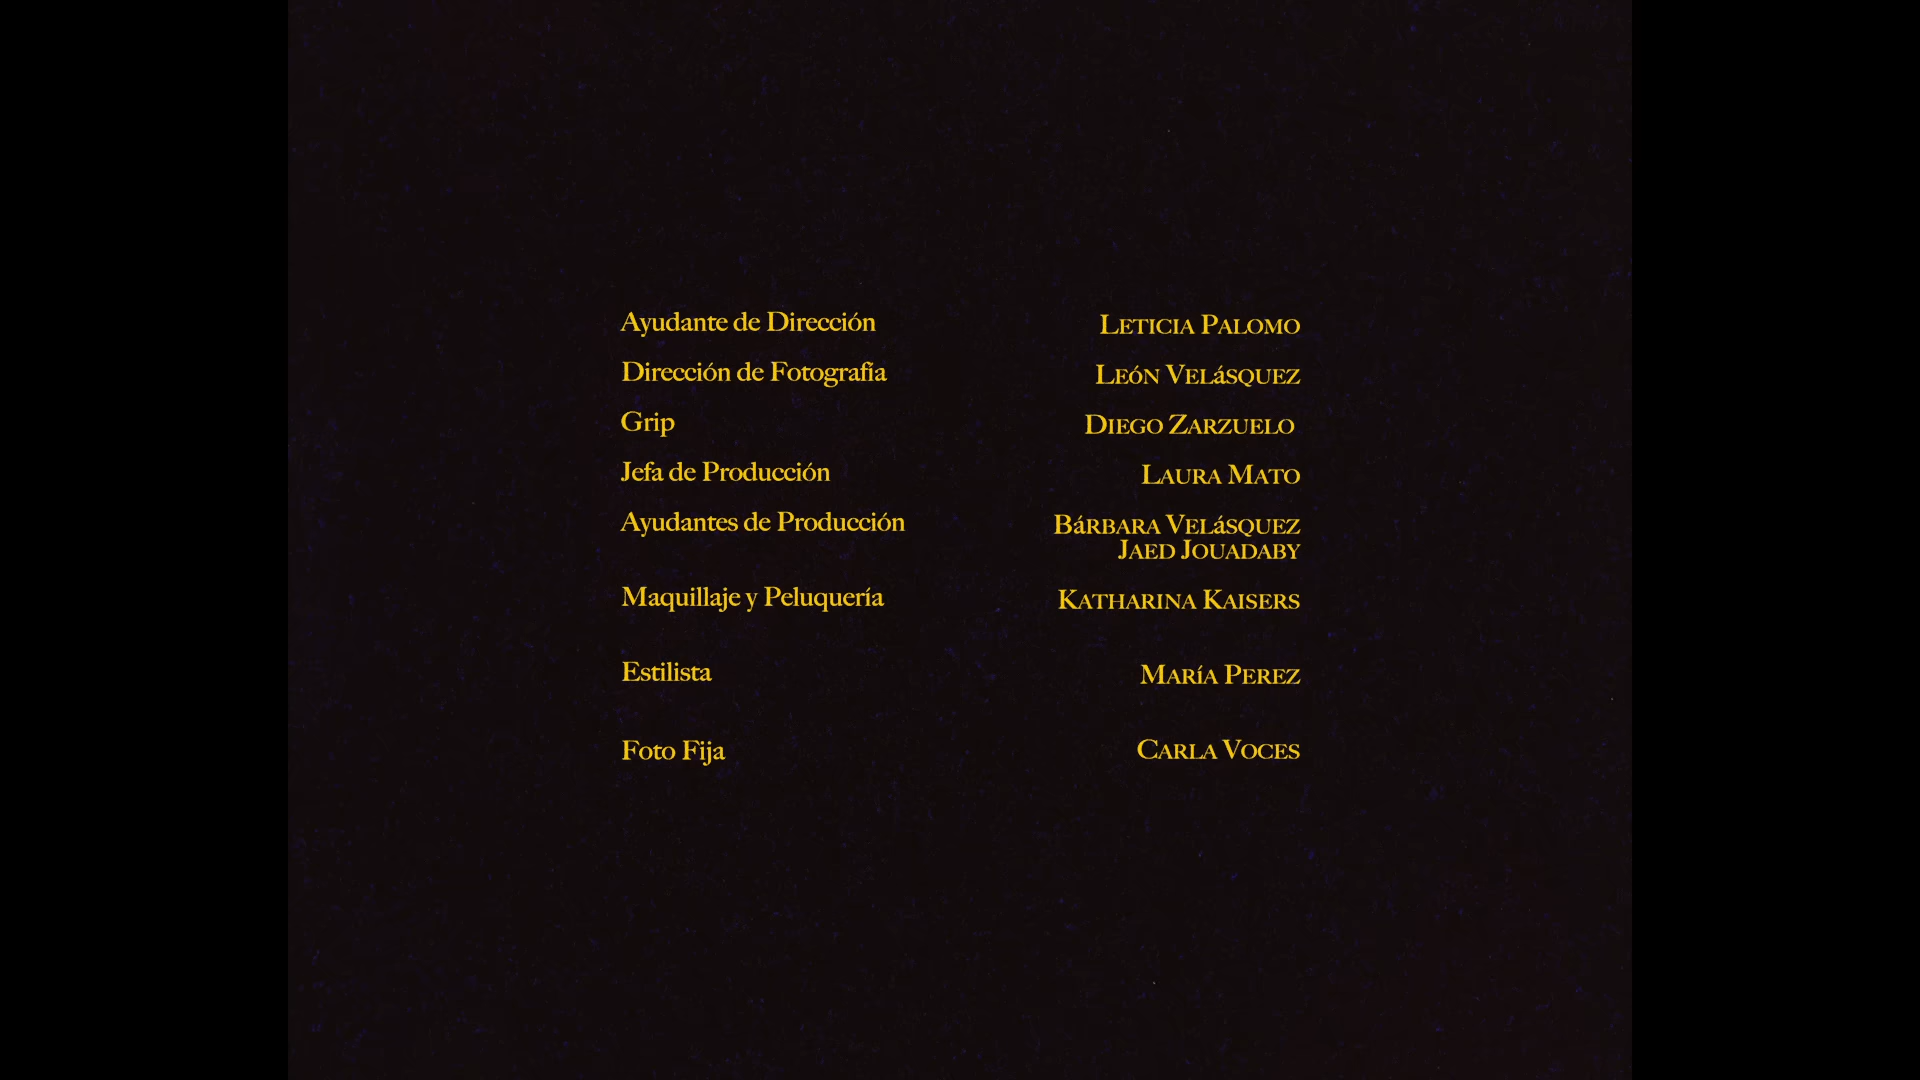 Ayudante de Dirección LETICIA PALOMO
Dirección de Fotografía LEÓN VELÁSQUEZ
Grip DIEGO ZARZUELO
Jefa de Producción LAURA MATO
Ayudantes de Producción BÁRBARA VELÁSQUEZ
JAED JOUADABY
Maquillaje y Peluquería KATHARINA KAISERS
Estilista MARÍA PEREZ
Foto Fija CARLA VOCES